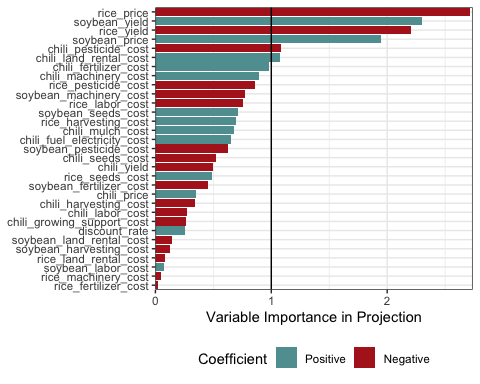 rice_price
soybean_yield
rice_yield
soybean_price
chili_pesticide_cost
chili_land_rental_cost
chili_fertilizer_cost
chili_machinery_cost
rice_pesticide_cost
soybean_machinery_cost
rice_labor_cost
soybean_seeds_cost
rice_harvesting_cost
chili_mulch_cost
chili_fuel_electricity_cost
soybean_pesticide_cost
chili_seeds_cost
chili_yield
rice_seeds_cost
soybean_fertilizer_cost
chili_price
chili_harvesting_cost
chili_labor_cost
chili_growing_support_cost
discount_rate
soybean_land_rental_cost
soybean_harvesting_cost
rice_land_rental_cost
soybean_labor_cost
rice_machinery_cost
rice_fertilizer_cost
0 1 2
Variable Importance in Projection
Coefficient Positive Negative